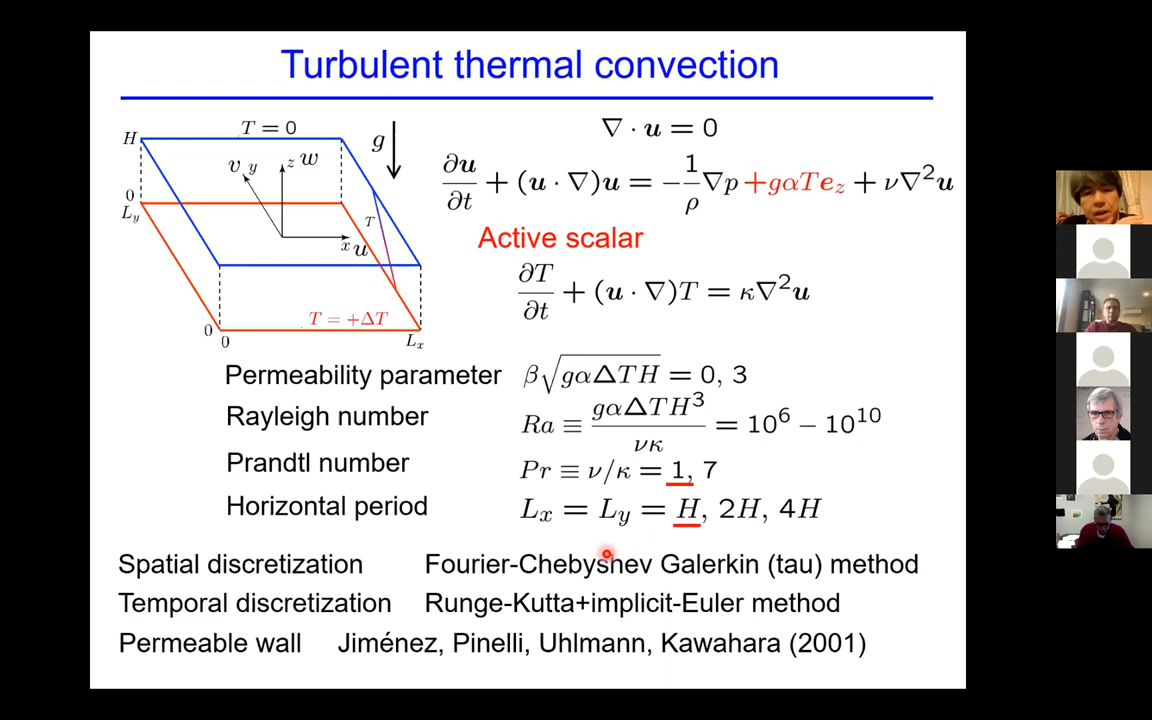 Turbulent thermal convection
H
T = 0
g
v y
z w
0
L_y
T
x u
T = +ΔT
0
0
L_x
∇ · u = 0
∂u/∂t + (u · ∇)u = −1/ρ ∇p +gαTe_z + ν∇²u
Active scalar
∂T/∂t + (u · ∇)T = κ∇²u
Permeability parameter β√gαΔTH = 0, 3
Rayleigh number Ra ≡ gαΔTH³/νκ = 10⁶ − 10¹⁰
Prandtl number Pr ≡ ν/κ = 1, 7
Horizontal period L_x = L_y = H, 2H, 4H
Spatial discretization Fourier-Chebyshev Galerkin (tau) method
Temporal discretization Runge-Kutta+implicit-Euler method
Permeable wall Jiménez, Pinelli, Uhlmann, Kawahara (2001)